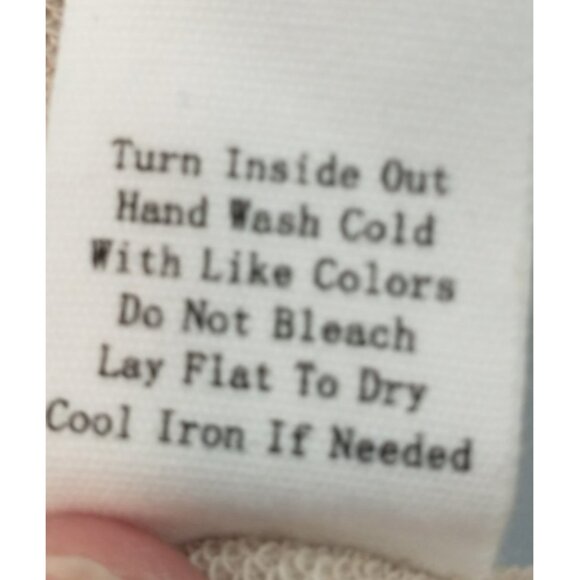 Turn Inside Out
Hand Wash Cold
With Like Colors
Do Not Bleach
Lay Flat To Dry
Cool Iron If Needed